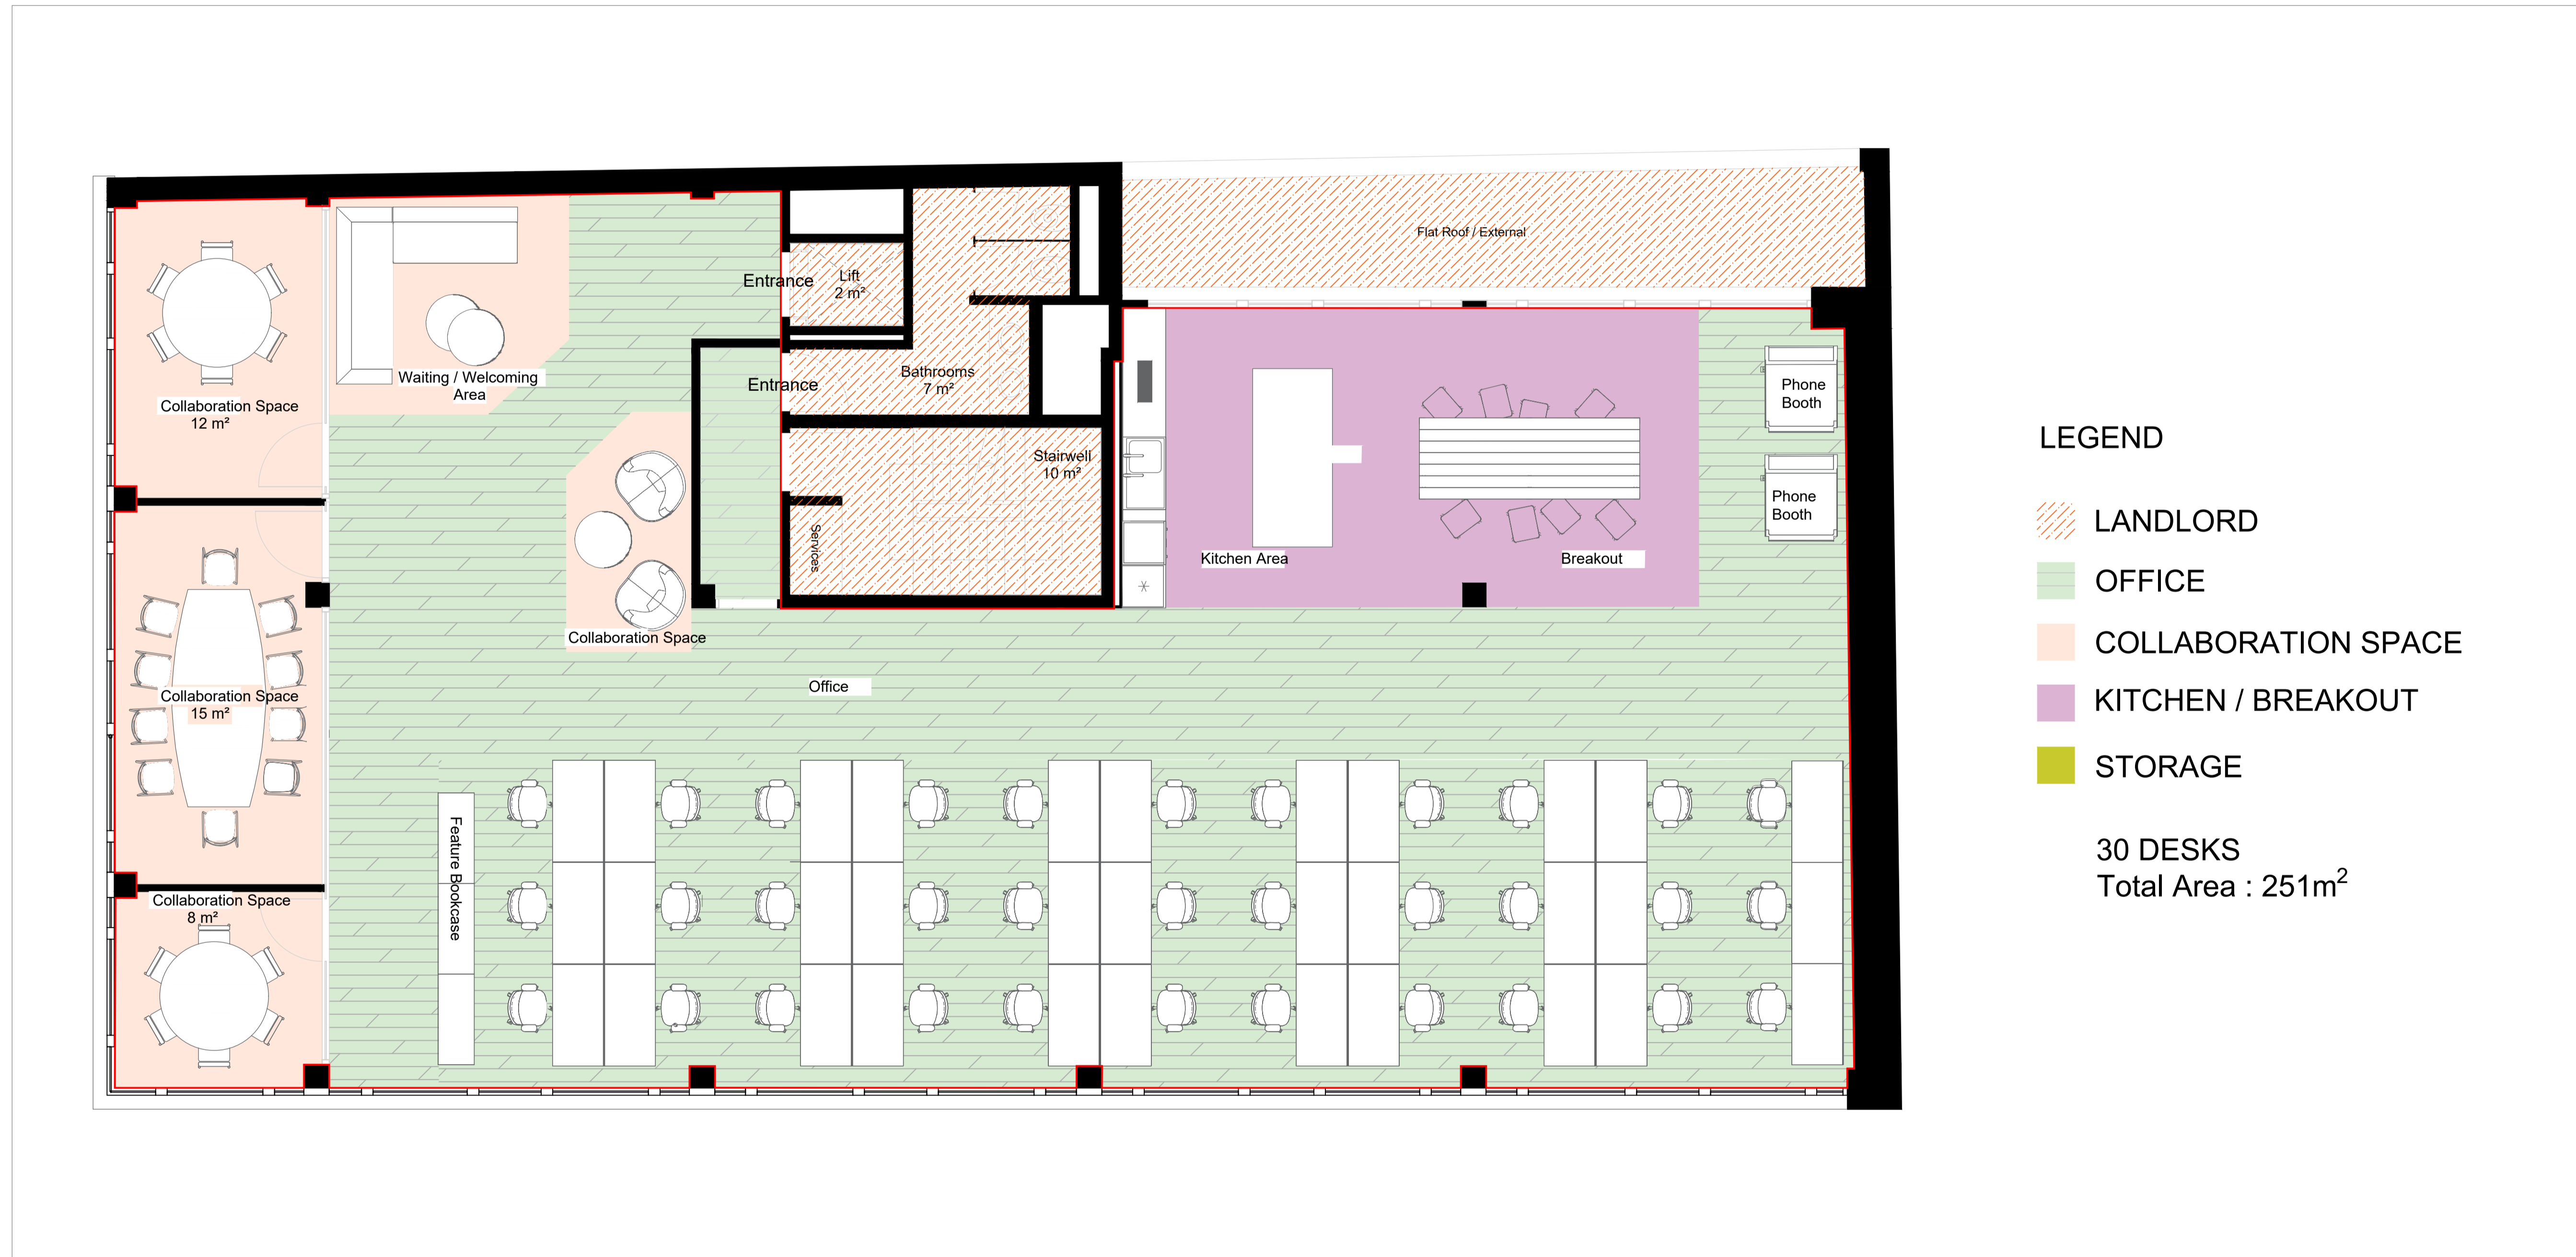 Flat Roof / External
Entrance
Lift
2 m²
Bathrooms
7 m²
Entrance
Waiting / Welcoming
Area
Collaboration Space
12 m²
Phone
Booth
Stairwell
10 m²
Phone
Booth
Services
Kitchen Area
Breakout
Collaboration Space
Office
Collaboration Space
15 m²
Feature Bookcase
Collaboration Space
8 m²
LEGEND
LANDLORD
OFFICE
COLLABORATION SPACE
KITCHEN / BREAKOUT
STORAGE
30 DESKS
Total Area : 251m²